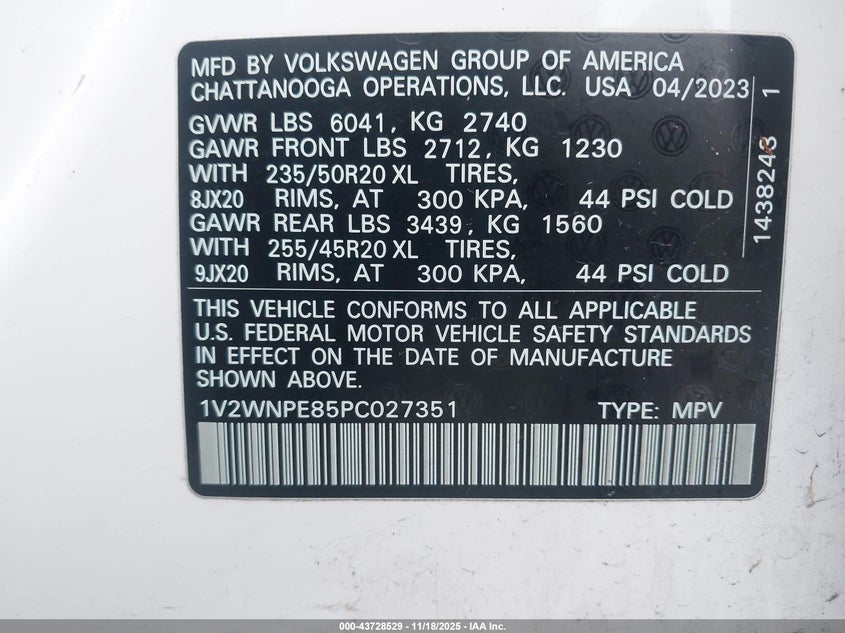 MFD BY VOLKSWAGEN GROUP OF AMERICA
CHATTANOOGA OPERATIONS, LLC. USA 04/2023
GVWR LBS 6041, KG 2740
GAWR FRONT LBS 2712, KG 1230
WITH 235/50R20 XL TIRES,
8JX20 RIMS, AT 300 KPA, 44 PSI COLD
GAWR REAR LBS 3439, KG 1560
WITH 255/45R20 XL TIRES,
9JX20 RIMS, AT 300 KPA, 44 PSI COLD
1438243 1
THIS VEHICLE CONFORMS TO ALL APPLICABLE
U.S. FEDERAL MOTOR VEHICLE SAFETY STANDARDS
IN EFFECT ON THE DATE OF MANUFACTURE
SHOWN ABOVE.
1V2WNPE85PC027351 TYPE: MPV
000-43728529 - 11/18/2025 - IAA Inc.